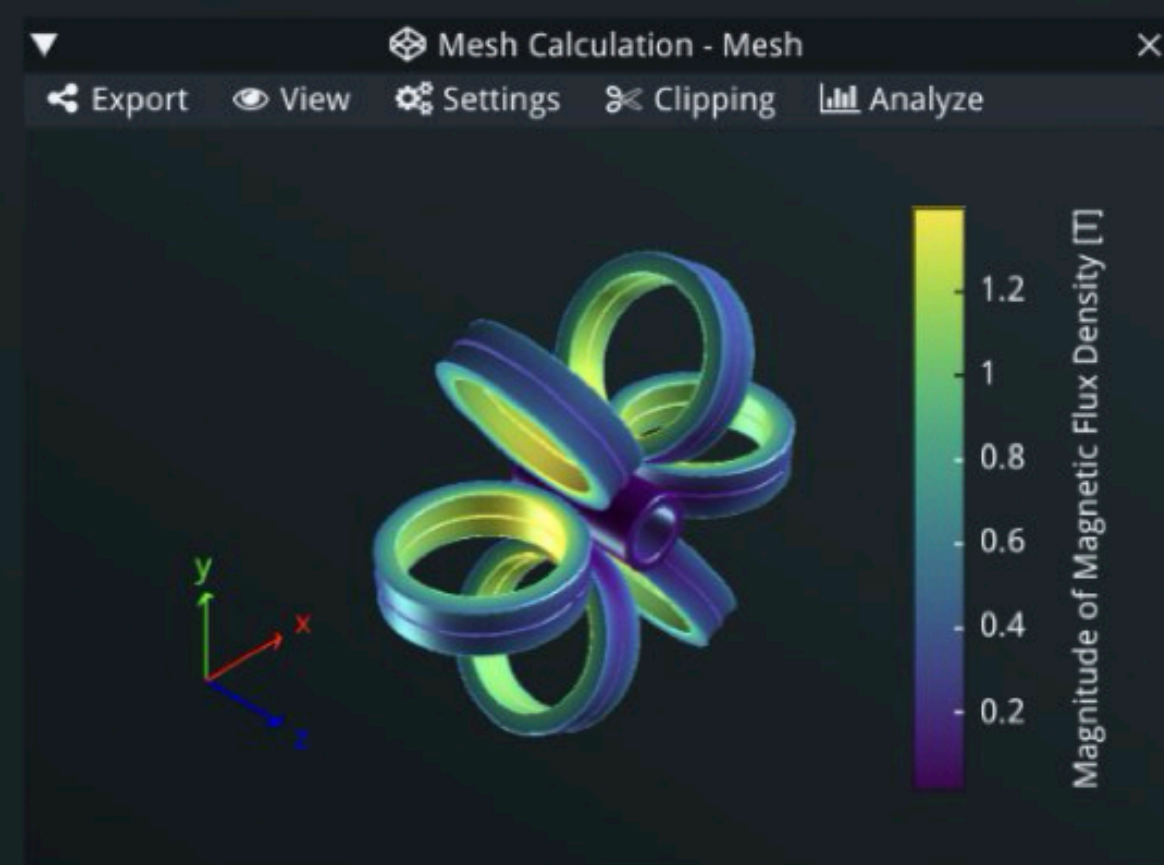 Mesh Calculation - Mesh
Export View Settings Clipping Analyze
1.2
1
0.8
0.6
0.4
0.2
Magnitude of Magnetic Flux Density [T]
y
x
z